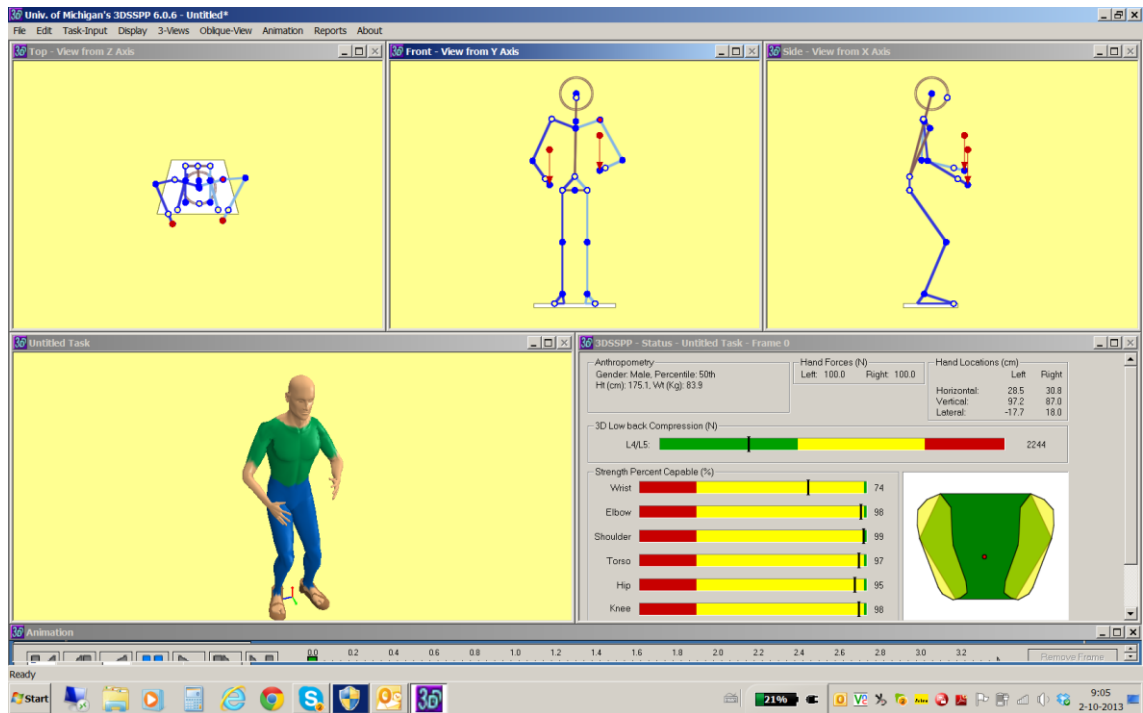 Univ. of Michigan's 3DSSPP 6.0.6 - Untitled*
File Edit Task-Input Display 3-Views Oblique-View Animation Reports About
Top - View from Z Axis
Front - View from Y Axis
Side - View from X Axis
Untitled Task
3DSSPP - Status - Untitled Task - Frame 0
Anthropometry
Gender: Male, Percentile: 50th
Ht (cm): 175.1, Wt (Kg): 83.9
Hand Forces (N)
Left: 100.0 Right: 100.0
Hand Locations (cm)
Left Right
Horizontal: 28.5 30.8
Vertical: 97.2 87.0
Lateral: -17.7 18.0
3D Low back Compression (N)
L4/L5: 2244
Strength Percent Capable (%)
Wrist 74
Elbow 98
Shoulder 99
Torso 97
Hip 95
Knee 98
Animation
0.0 0.2 0.4 0.6 0.8 1.0 1.2 1.4 1.6 1.8 2.0 2.2 2.4 2.6 2.8 3.0 3.2
Remove Frame
Ready
Start
21%
9:05
2-10-2013